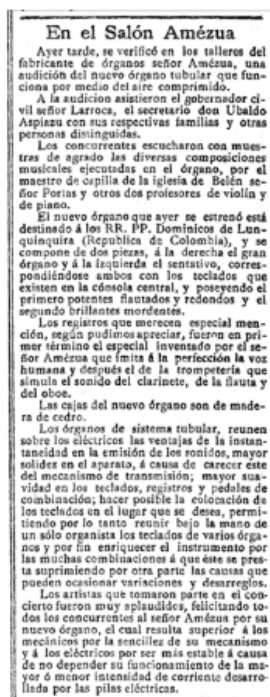 En el Salón Amézua
Ayer tarde, se verificó en los talleres del
fabricante de órganos señor Amézua, una
audición del nuevo órgano tubular que fun-
ciona por medio del aire comprimido.
A la audicion asistieron el gobernador ci-
vil señor Larroca, el secretario don Ubaldo
Aspiazu con sus respectivas familias y otras
personas distinguidas.
Los concurrentes escucharon con mues-
tras de agrado las diversas composiciones
musicales ejecutadas en el órgano, por el
maestro de capilla de la iglesia de Belén se-
ñor Portas y otros dos profesores de violín y
de piano.
El nuevo órgano que ayer se estrenó está
destinado á los RR. PP. Dominicos de Lun-
quinquira (Republica de Colombia), y se
compone de dos piezas, á la derecha el gran
órgano y á la izquierda el sentativo, corres-
pondiéndose ambos con los teclados que
existen en la cónsola central, y poseyendo el
primero potentes flautados y redondos y el
segundo brillantes mordentes.
Los registros que merecen especial men-
ción, según pudimos apreciar, fueron en pri-
mer término el especial inventado por el se-
ñor Amézua que imita á la perfección la voz
humana y después el de la trompetería que
simula el sonido del clarinete, de la flauta y
del oboe.
Las cajas del nuevo órgano son de made-
ra de cedro.
Los órganos de sistema tubular, reunen
sobre los eléctricos las ventajas de la instan-
taneidad en la emisión de los sonidos, mayor
solidez en el aparato, á causa de carecer este
del mecanismo de transmisión; mayor sua-
vidad en los teclados, registros y pedales de
combinación; hacer posible la colocación de
los teclados en el lugar que se desea, permi-
tiendo por lo tanto reunir bajo la mano de
un sólo organista los teclados de varios órga-
nos y por fin enriquecer el instrumento por
las muchas combinaciones á que éste se pres-
ta suprimiendo por otra parte las causas que
pueden ocasionar variaciones y desarreglos.
Los artistas que tomaron parte en el con-
cierto fueron muy aplaudidos, felicitando to-
dos los concurrentes al señor Amézua por su
nuevo órgano, el cual resulta superior á los
mecánicos por la sencillez de su mecanismo
y á los eléctricos por ser más estable á causa
de no depender su funcionamiento de la ma-
yor ó menor intensidad de corriente desarro-
llada por las pilas eléctricas.